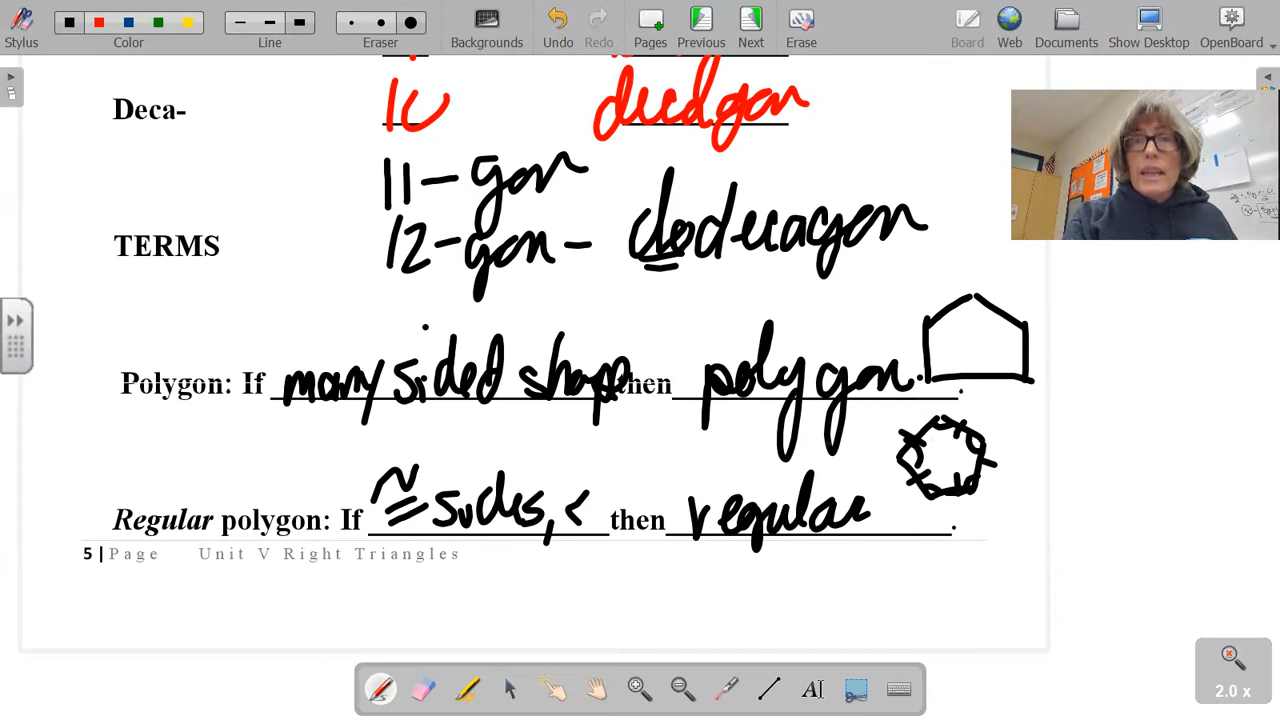 Stylus Color Line Eraser Backgrounds Undo Redo Pages Previous Next Erase Board Web Documents Show Desktop OpenBoard
Deca- 10 decagon
11-gon
TERMS 12-gon - dodecagon
Polygon: If many sided shape then polygon.
Regular polygon: If ≅ sides, < then regular.
5 | Page Unit V Right Triangles
2.0 x